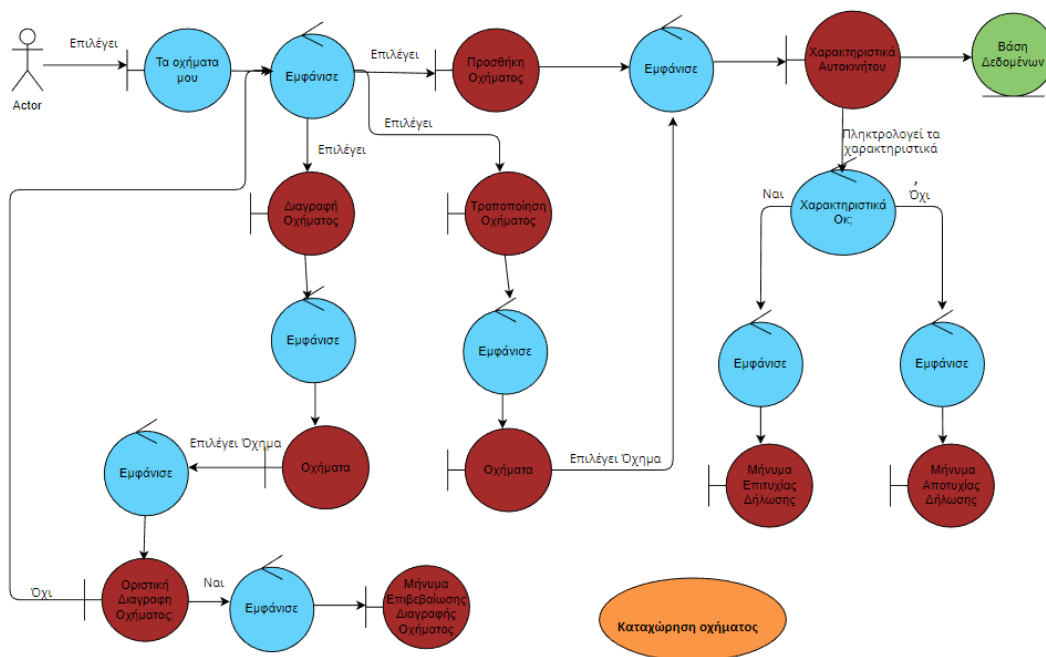 Επιλέγει
Actor
Τα οχήματα
μου
Εμφάνισε
Επιλέγει
Προσθήκη
Οχήματος
Εμφάνισε
Χαρακτηριστικά
Αυτοκινήτου
Βάση
Δεδομένων
Επιλέγει
Επιλέγει
Πληκτρολογεί τα
χαρακτηριστικά
Διαγραφή
Οχήματος
Τροποποίηση
Οχήματος
Ναι
Χαρακτηριστικά
Οκ;
Όχι
Εμφάνισε
Εμφάνισε
Εμφάνισε
Εμφάνισε
Επιλέγει Όχημα
Εμφάνισε
Οχήματα
Οχήματα
Επιλέγει Όχημα
Μήνυμα
Επιτυχίας
Δήλωσης
Μήνυμα
Αποτυχίας
Δήλωσης
Όχι
Οριστική
Διαγραφη
Οχήματος;
Ναι
Εμφάνισε
Μήνυμα
Επιβεβαίωσης
Διαγραφής
Οχήματος
Καταχώρηση οχήματος